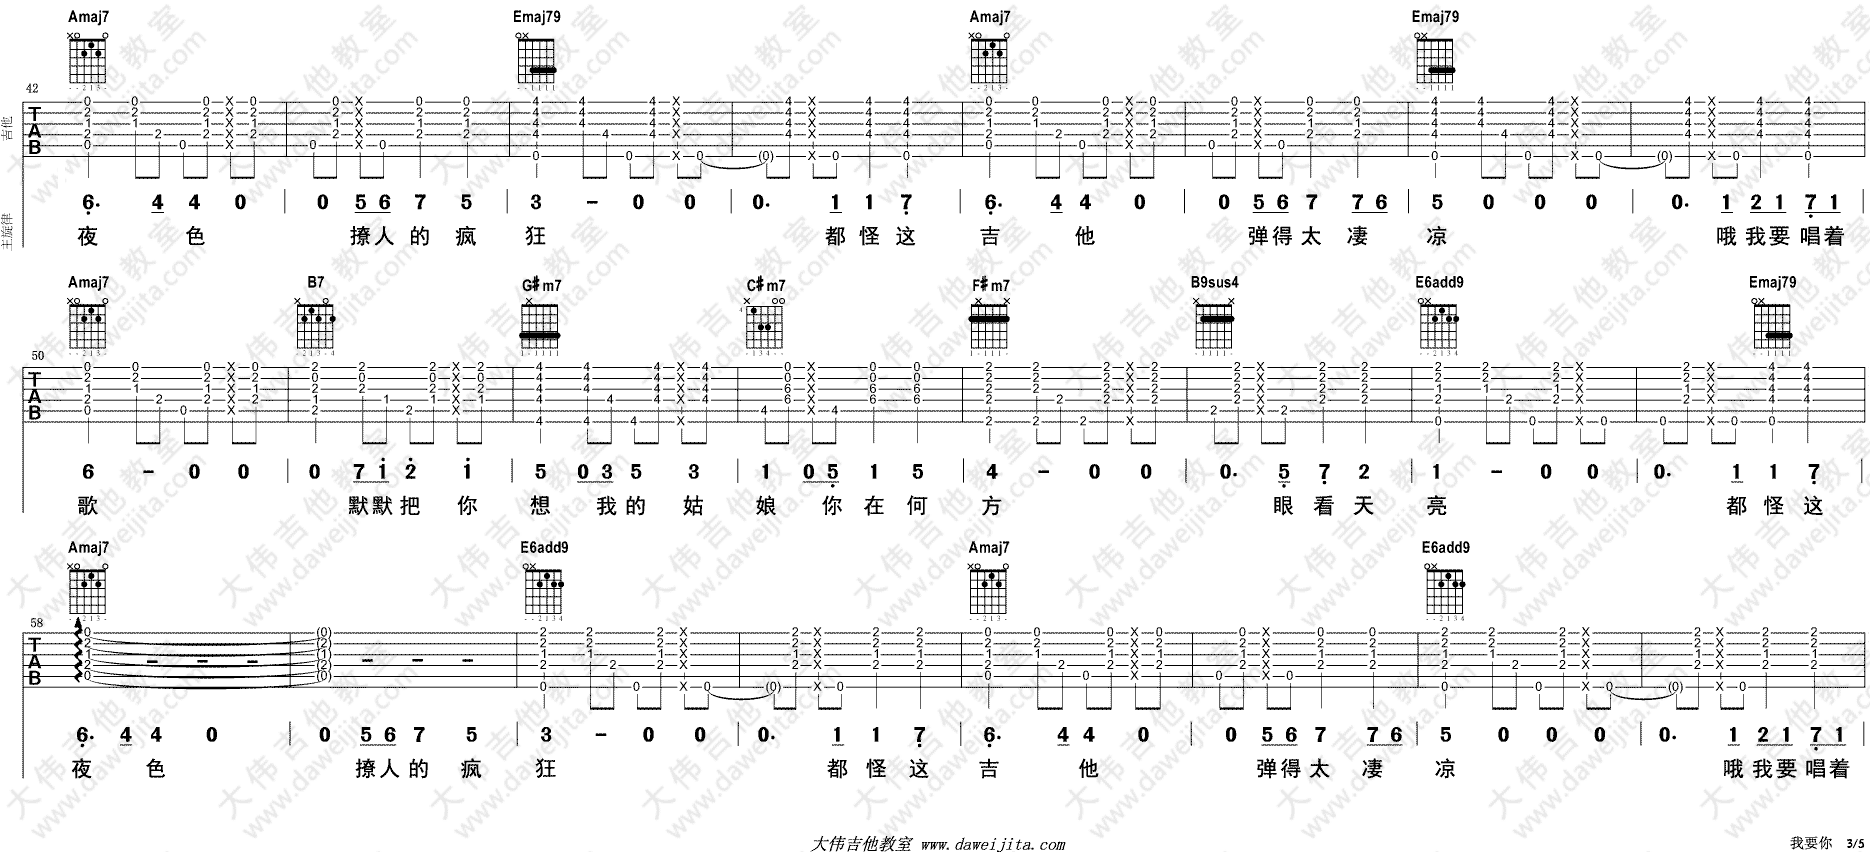 Amaj7 Emaj79 Amaj7 Emaj79
42
吉他
TAB
主旋律
6. 4 4 0 | 0 5 6 7 5 | 3 - 0 0 | 0. 1 1 7 | 6. 4 4 0 | 0 5 6 7 7 6 | 5 0 0 0 | 0. 1 2 1 7 1
夜 色 撩人的疯 狂 都怪这 吉 他 弹得太凄 凉 哦我要唱着
Amaj7 B7 G#m7 C#m7 F#m7 B9sus4 E6add9 Emaj79
50
TAB
6 - 0 0 | 0 7 1 2 1 | 5 0 3 5 3 | 1 0 5 1 5 | 4 - 0 0 | 0. 5 7 2 | 1 - 0 0 | 0. 1 1 7
歌 默默把 你 想 我的 姑 娘 你在何 方 眼看天 亮 都怪这
Amaj7 E6add9 Amaj7 E6add9
58
TAB
6. 4 4 0 | 0 5 6 7 5 | 3 - 0 0 | 0. 1 1 7 | 6. 4 4 0 | 0 5 6 7 7 6 | 5 0 0 0 | 0. 1 2 1 7 1
夜 色 撩人的疯 狂 都怪这 吉 他 弹得太凄 凉 哦我要唱着
大伟吉他教室 www.daweijita.com
我要你 3/5